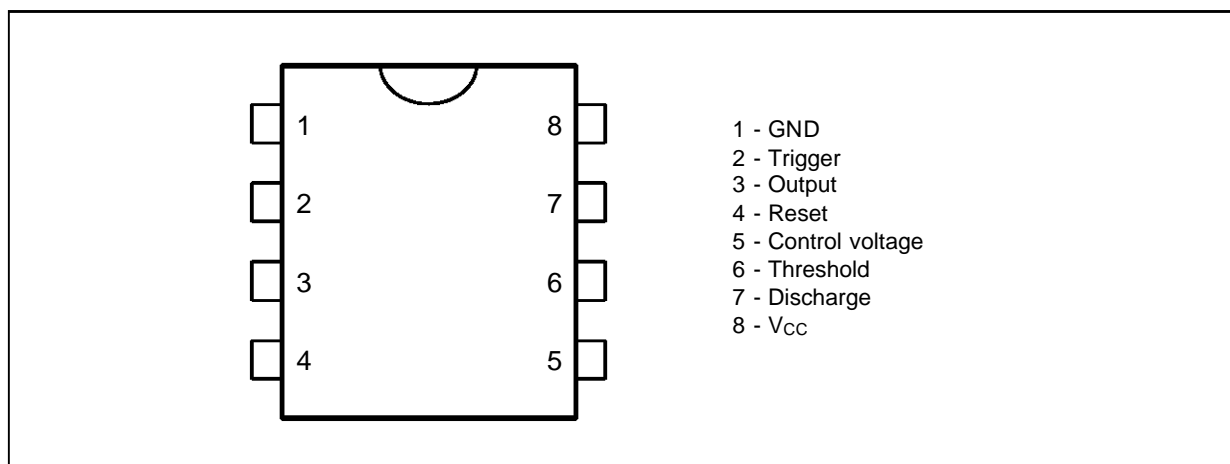 1
2
3
4
8
7
6
5
1 - GND
2 - Trigger
3 - Output
4 - Reset
5 - Control voltage
6 - Threshold
7 - Discharge
8 - VCC